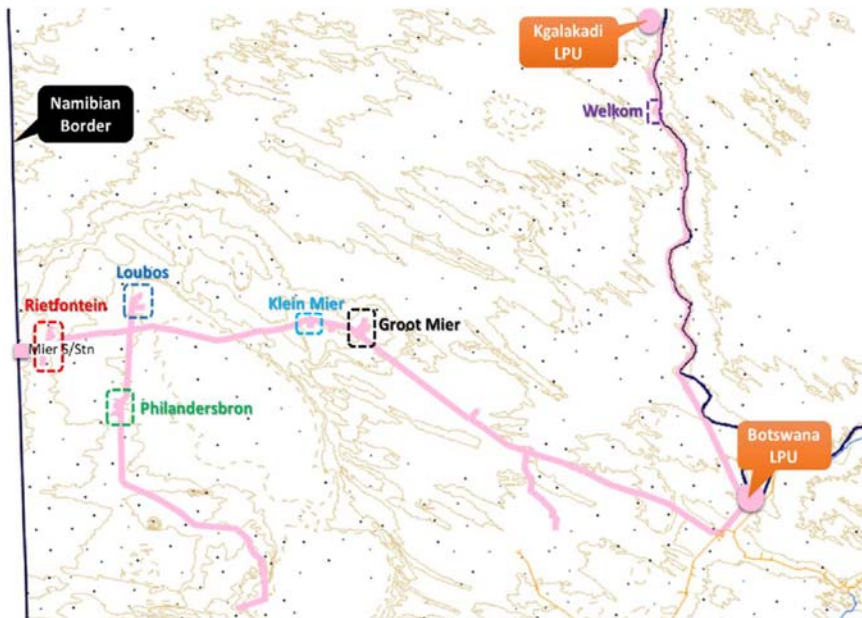 Kgalakadi
LPU
Namibian
Border
Welkom
Loubos
Rietfontein
Klein Mier
Groot Mier
Mier S/Stn
Philandersbron
Botswana
LPU